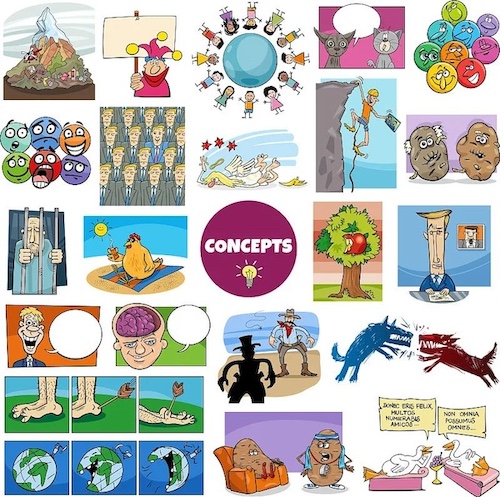 CONCEPTS
DONEC ERIS FELIX,
MULTOS
NUMERABIS
AMICOS...
NON OMNIA
POSSUMUS
OMNES...